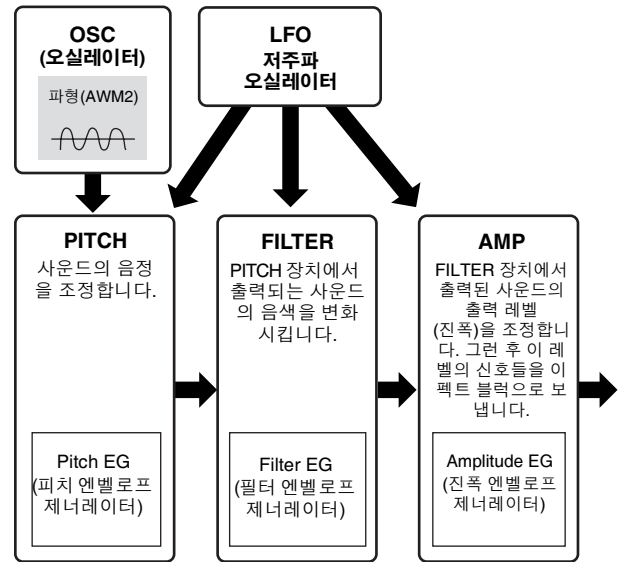 OSC
(오실레이터)
파형(AWM2)
LFO
저주파
오실레이터
PITCH
사운드의 음정
을 조정합니다.
Pitch EG
(피치 엔벨로프
제너레이터)
FILTER
PITCH 장치에서
출력되는 사운드
의 음색을 변화
시킵니다.
Filter EG
(필터 엔벨로프
제너레이터)
AMP
FILTER 장치에서
출력된 사운드의
출력 레벨
(진폭)을 조정합니
다. 그런 후 이 레
벨의 신호들을 이
펙트 블럭으로 보
냅니다.
Amplitude EG
(진폭 엔벨로프
제너레이터)